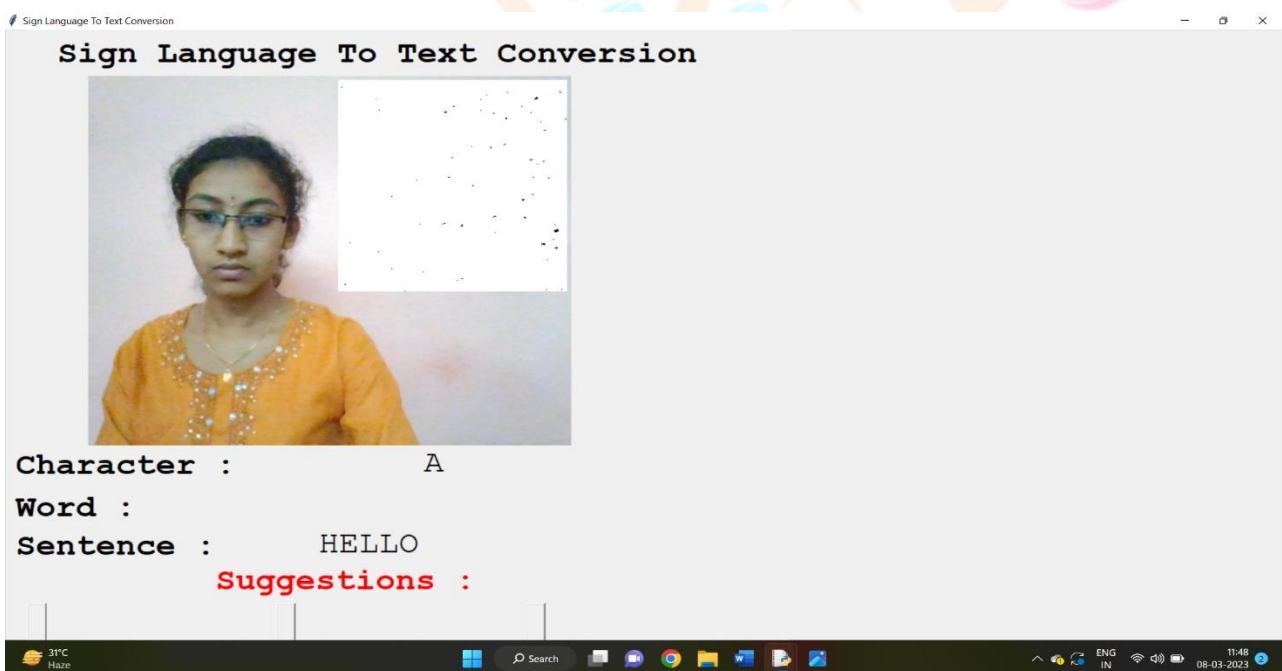 Sign Language To Text Conversion
Sign Language To Text Conversion
Character : A
Word :
Sentence : HELLO
Suggestions :
31°C
Haze
Search
ENG
IN
11:48
08-03-2023
2